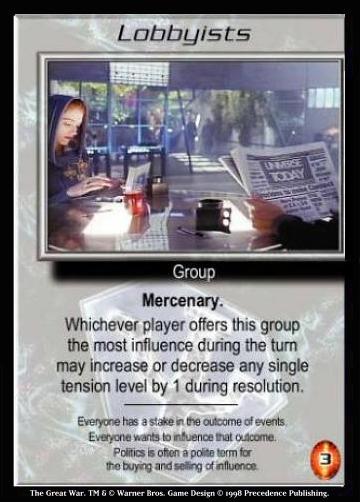 Lobbyists
UNIVERSE
TODAY
Group
Mercenary.
Whichever player offers this group
the most influence during the turn
may increase or decrease any single
tension level by 1 during resolution.
Everyone has a stake in the outcome of events.
Everyone wants to influence that outcome.
Politics is often a polite term for
the buying and selling of influence.
3
The Great War. TM & © Warner Bros. Game Design © 1998 Precedence Publishing.